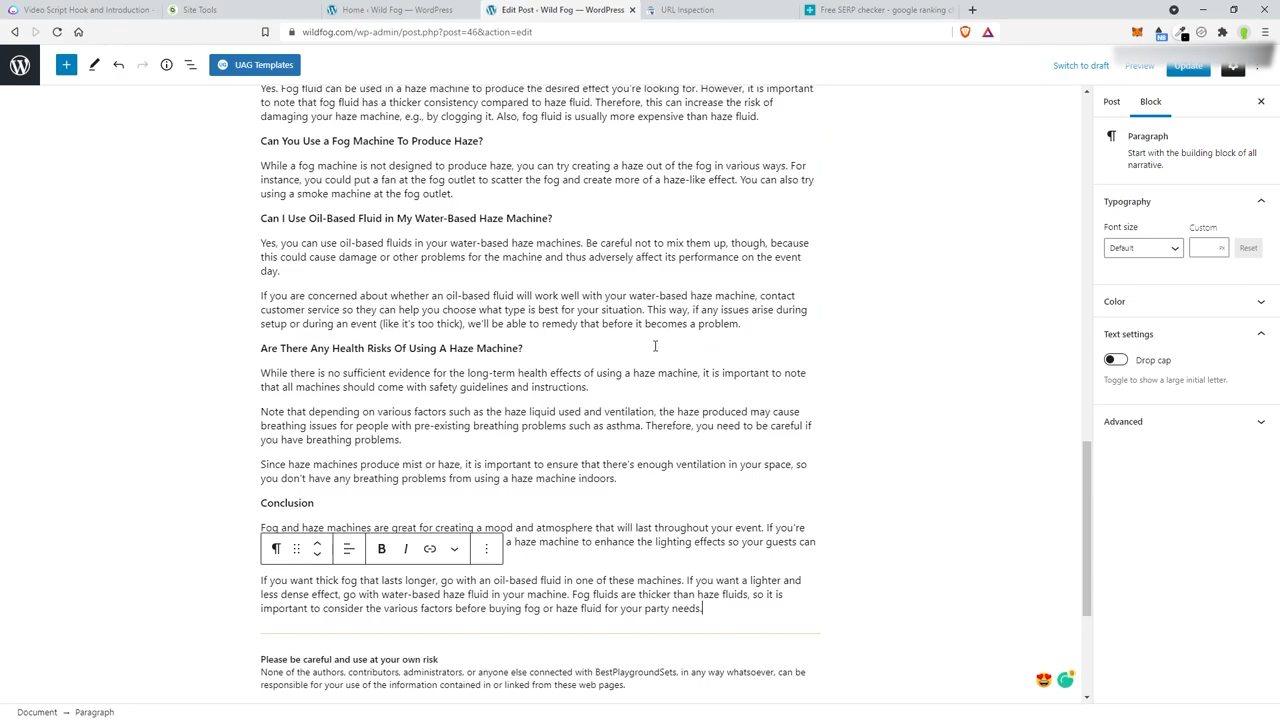 Video Script Hook and Introduction -
Site Tools
Home ‹ Wild Fog — WordPress
Edit Post ‹ Wild Fog — WordPress
URL Inspection
Free SERP checker - google ranking c
wildfog.com/wp-admin/post.php?post=46&action=edit
UAG Templates
Switch to draft
Preview
Update
Yes. Fog fluid can be used in a haze machine to produce the desired effect you're looking for. However, it is important
to note that fog fluid has a thicker consistency compared to haze fluid. Therefore, this can increase the risk of
damaging your haze machine, e.g., by clogging it. Also, fog fluid is usually more expensive than haze fluid.
Can You Use a Fog Machine To Produce Haze?
While a fog machine is not designed to produce haze, you can try creating a haze out of the fog in various ways. For
instance, you could put a fan at the fog outlet to scatter the fog and create more of a haze-like effect. You can also try
using a smoke machine at the fog outlet.
Can I Use Oil-Based Fluid in My Water-Based Haze Machine?
Yes, you can use oil-based fluids in your water-based haze machines. Be careful not to mix them up, though, because
this could cause damage or other problems for the machine and thus adversely affect its performance on the event
day.
If you are concerned about whether an oil-based fluid will work well with your water-based haze machine, contact
customer service so they can help you choose what type is best for your situation. This way, if any issues arise during
setup or during an event (like it's too thick), we'll be able to remedy that before it becomes a problem.
Are There Any Health Risks Of Using A Haze Machine?
While there is no sufficient evidence for the long-term health effects of using a haze machine, it is important to note
that all machines should come with safety guidelines and instructions.
Note that depending on various factors such as the haze liquid used and ventilation, the haze produced may cause
breathing issues for people with pre-existing breathing problems such as asthma. Therefore, you need to be careful if
you have breathing problems.
Since haze machines produce mist or haze, it is important to ensure that there's enough ventilation in your space, so
you don't have any breathing problems from using a haze machine indoors.
Conclusion
Fog and haze machines are great for creating a mood and atmosphere that will last throughout your event. If you're
a haze machine to enhance the lighting effects so your guests can
B I
If you want thick fog that lasts longer, go with an oil-based fluid in one of these machines. If you want a lighter and
less dense effect, go with water-based haze fluid in your machine. Fog fluids are thicker than haze fluids, so it is
important to consider the various factors before buying fog or haze fluid for your party needs.
Please be careful and use at your own risk
None of the authors, contributors, administrators, or anyone else connected with BestPlaygroundSets, in any way whatsoever, can be
responsible for your use of the information contained in or linked from these web pages.
Post
Block
Paragraph
Start with the building block of all
narrative.
Typography
Font size
Custom
Default
PX
Reset
Color
Text settings
Drop cap
Toggle to show a large initial letter.
Advanced
Document → Paragraph